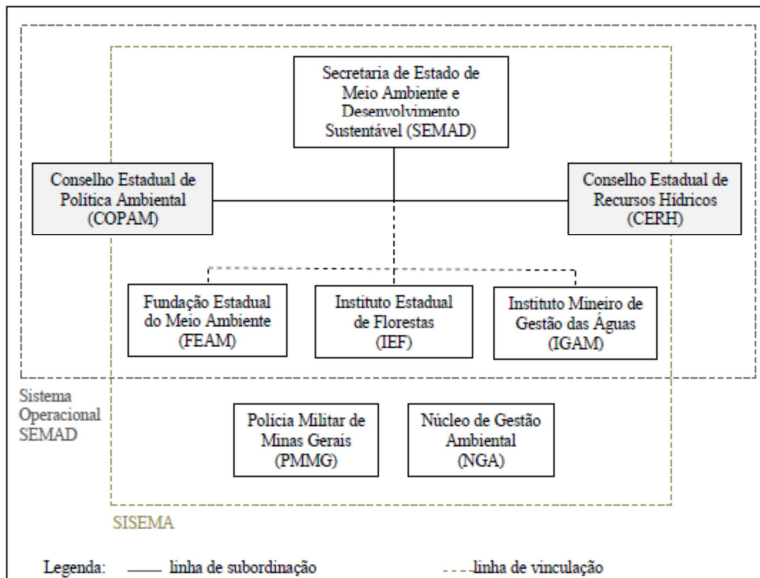 Secretaria de Estado de
Meio Ambiente e
Desenvolvimento
Sustentável (SEMAD)
Conselho Estadual de
Política Ambiental
(COPAM)
Conselho Estadual de
Recursos Hídricos
(CERH)
Fundação Estadual
do Meio Ambiente
(FEAM)
Instituto Estadual
de Florestas
(IEF)
Instituto Mineiro de
Gestão das Águas
(IGAM)
Sistema
Operacional
SEMAD
Polícia Militar de
Minas Gerais
(PMMG)
Núcleo de Gestão
Ambiental
(NGA)
SISEMA
Legenda: linha de subordinação linha de vinculação